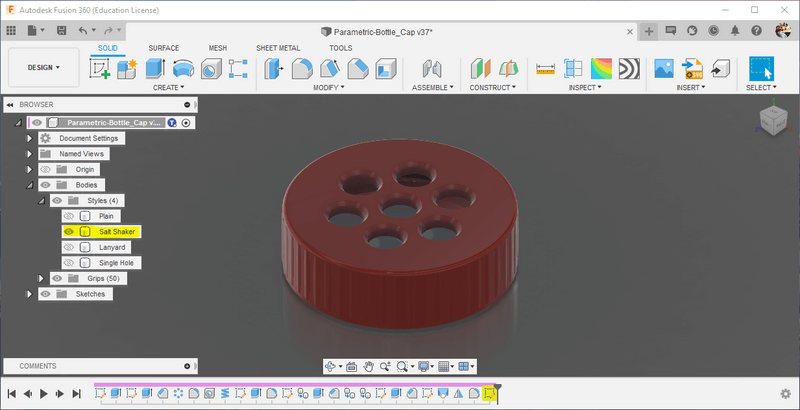 Autodesk Fusion 360 (Education License)
Parametric-Bottle_Cap v37*
SOLID SURFACE MESH SHEET METAL TOOLS
DESIGN
CREATE MODIFY ASSEMBLE CONSTRUCT INSPECT INSERT SELECT
BROWSER
Parametric-Bottle_Cap v...
Document Settings
Named Views
Origin
Bodies
Styles (4)
Plain
Salt Shaker
Lanyard
Single Hole
Grips (50)
Sketches
COMMENTS